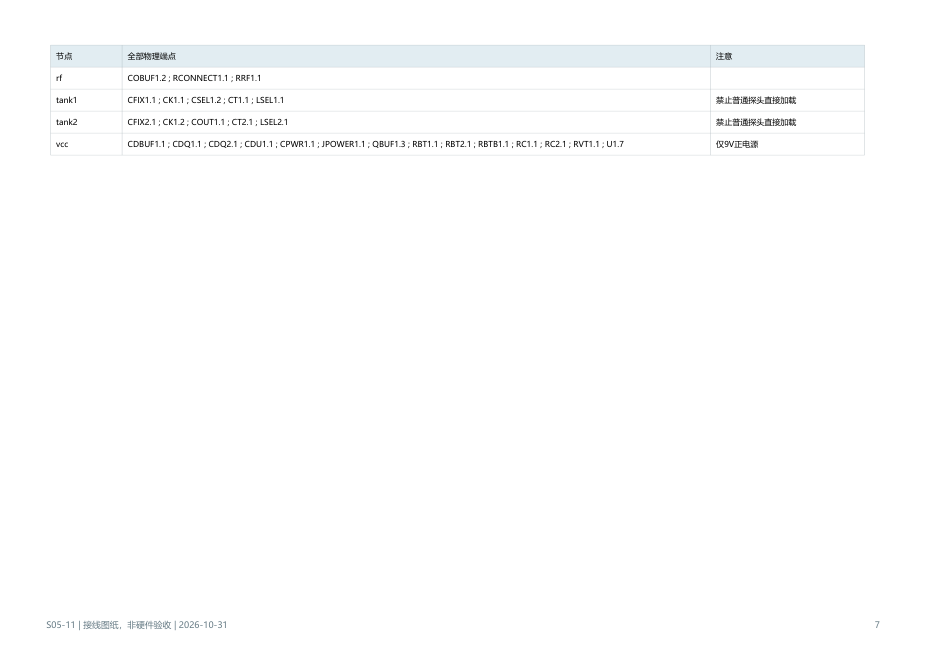 节点 全部物理端点 注意
rf COBUF1.2 ; RCONNECT1.1 ; RRF1.1
tank1 CFIX1.1 ; CK1.1 ; CSEL1.2 ; CT1.1 ; LSEL1.1 禁止普通探头直接加载
tank2 CFIX2.1 ; CK1.2 ; COUT1.1 ; CT2.1 ; LSEL2.1 禁止普通探头直接加载
vcc CDBUF1.1 ; CDQ1.1 ; CDQ2.1 ; CDU1.1 ; CPWR1.1 ; JPOWER1.1 ; QBUF1.3 ; RBT1.1 ; RBT2.1 ; RBTB1.1 ; RC1.1 ; RC2.1 ; RVT1.1 ; U1.7 仅9V正电源
S05-11 | 接线图纸，非硬件验收 | 2026-10-31 7